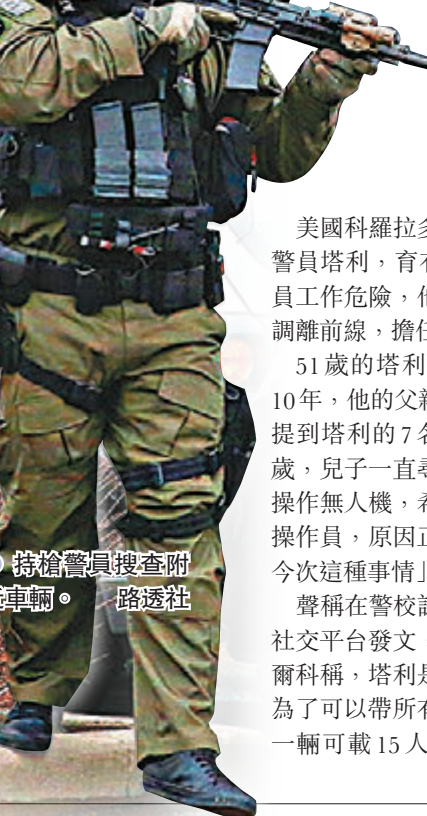 美國科羅拉多
警員塔利，育有
員工作危險，他
調離前線，擔任
51歲的塔利
10年，他的父親
提到塔利的7名
歲，兒子一直尋
操作無人機，希
操作員，原因正
今次這種事情」
聲稱在警校認
社交平台發文，
爾科稱，塔利是
為了可以帶所有
一輛可載15人
持槍警員搜查附
近車輛。 路透社